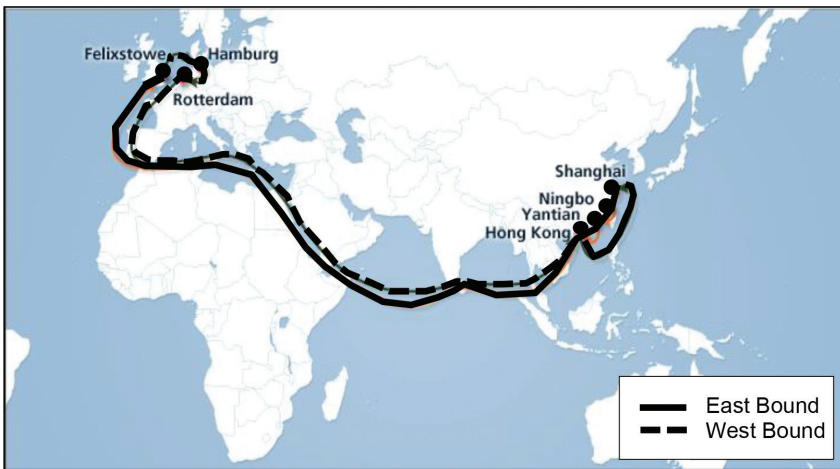 Felixstowe
Hamburg
Rotterdam
Shanghai
Ningbo
Yantian
Hong Kong
East Bound
West Bound